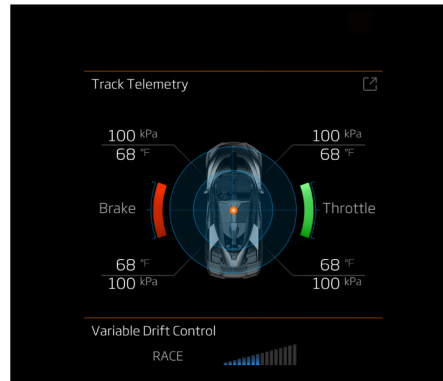 Track Telemetry
100 kPa 100 kPa
68 °F 68 °F
Brake Throttle
68 °F 68 °F
100 kPa 100 kPa
Variable Drift Control
RACE